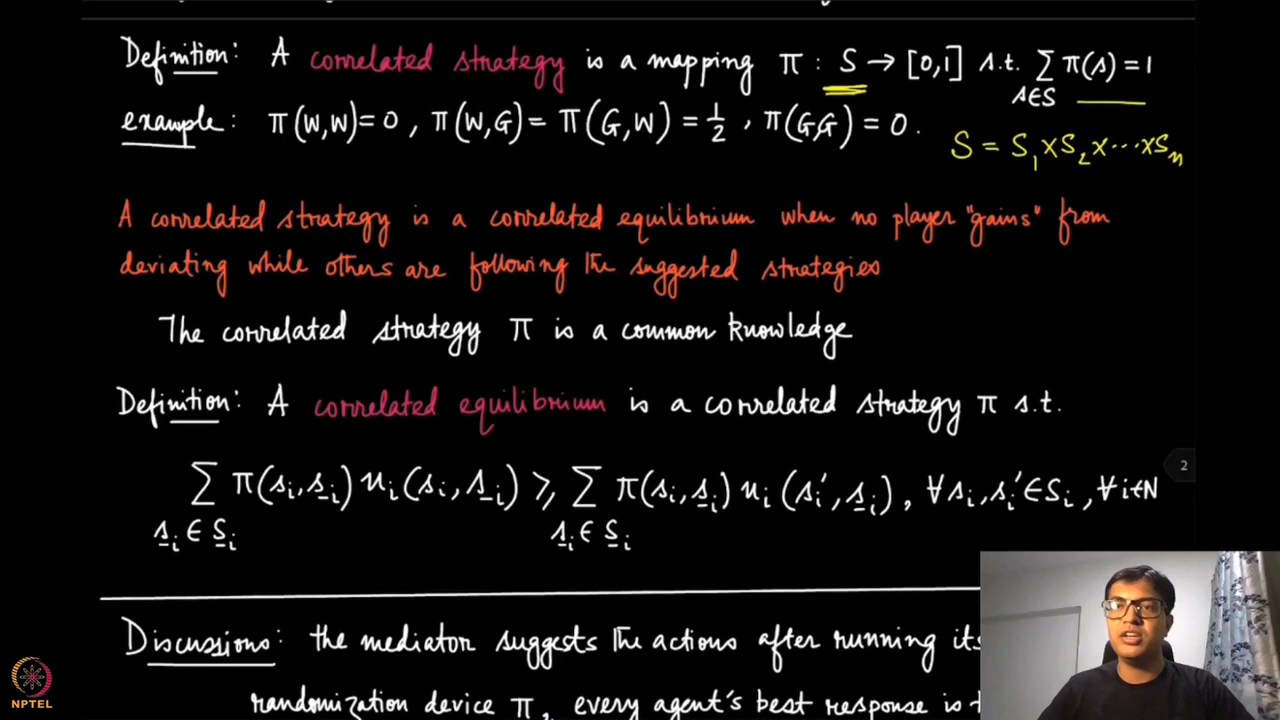 Definition: A correlated strategy is a mapping π : S → [0,1] s.t. ∑_{s∈S} π(s) = 1
example: π(W,W)=0, π(W,G)= π(G,W) = 1/2, π(G,G) = 0.
S = S₁×S₂×⋯×Sₙ
A correlated strategy is a correlated equilibrium when no player "gains" from
deviating while others are following the suggested strategies
The correlated strategy π is a common knowledge
Definition: A correlated equilibrium is a correlated strategy π s.t.
∑_{s̲ᵢ ∈ S̲ᵢ} π(sᵢ, s̲ᵢ) uᵢ(sᵢ, s̲ᵢ) ⩾ ∑_{s̲ᵢ ∈ S̲ᵢ} π(sᵢ, s̲ᵢ) uᵢ(sᵢ′, s̲ᵢ), ∀sᵢ, sᵢ′ ∈ Sᵢ, ∀i∈N
2
Discussions: the mediator suggests the actions after running its
randomization device π, every agent's best response is
NPTEL